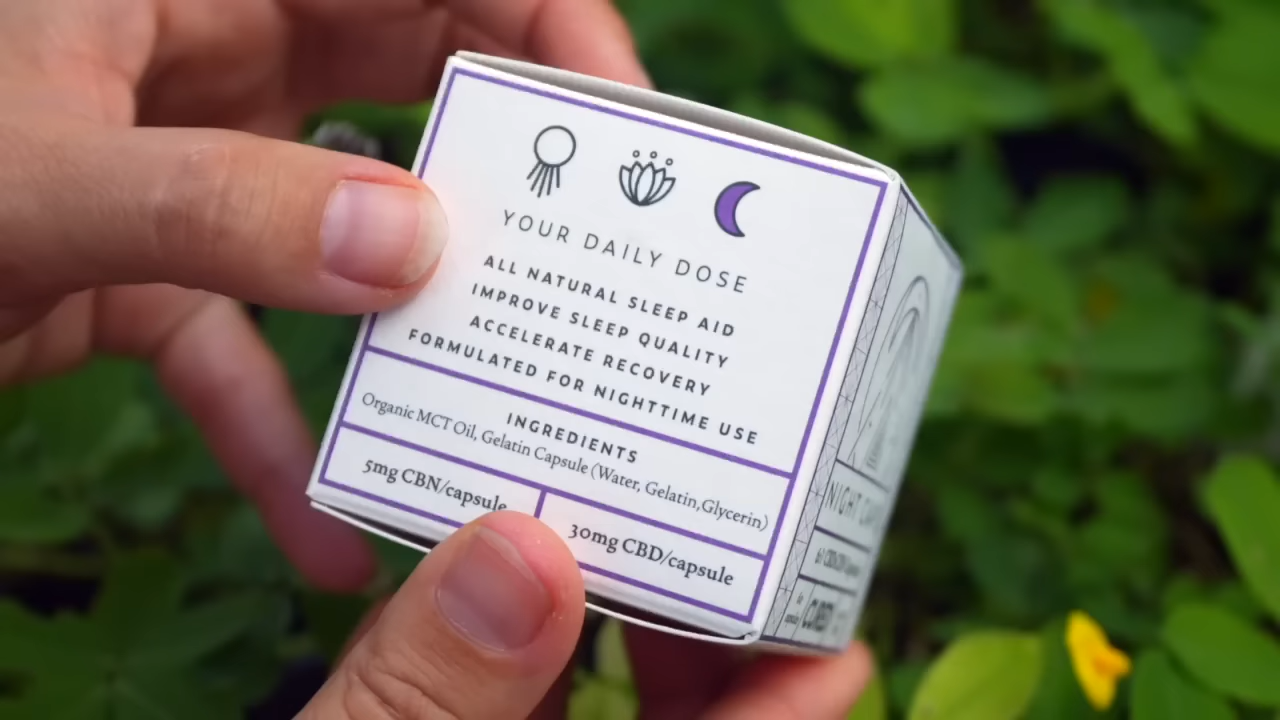 YOUR DAILY DOSE
ALL NATURAL SLEEP AID
IMPROVE SLEEP QUALITY
ACCELERATE RECOVERY
FORMULATED FOR NIGHTTIME USE
INGREDIENTS
Organic MCT Oil, Gelatin Capsule (Water, Gelatin,Glycerin)
5mg CBN/capsule
30mg CBD/capsule
NIGHT